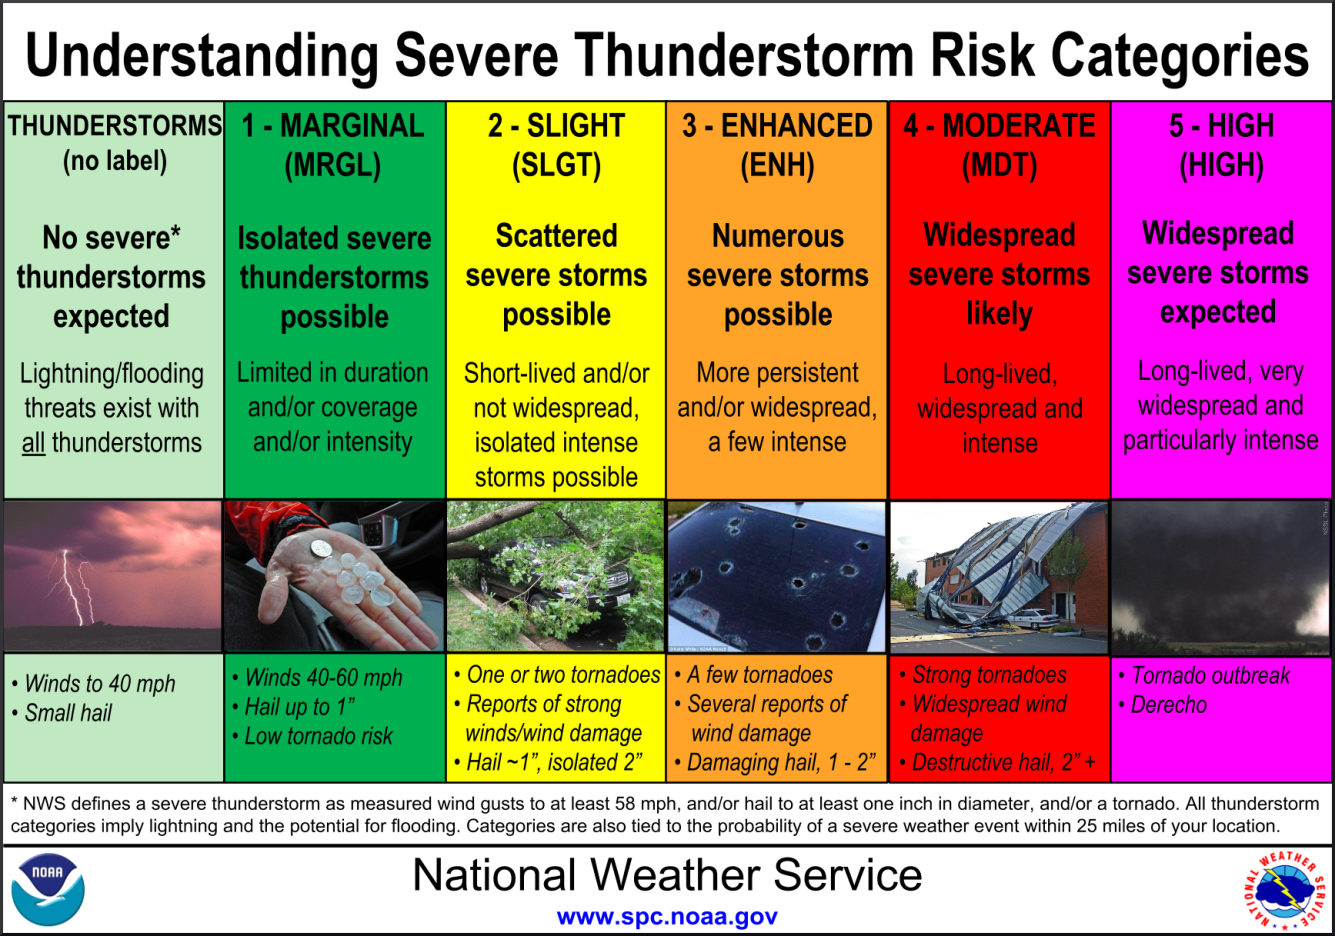 Understanding Severe Thunderstorm Risk Categories
THUNDERSTORMS
(no label)
No severe*
thunderstorms
expected
Lightning/flooding
threats exist with
all thunderstorms
• Winds to 40 mph
• Small hail
1 - MARGINAL
(MRGL)
Isolated severe
thunderstorms
possible
Limited in duration
and/or coverage
and/or intensity
• Winds 40-60 mph
• Hail up to 1”
• Low tornado risk
2 - SLIGHT
(SLGT)
Scattered
severe storms
possible
Short-lived and/or
not widespread,
isolated intense
storms possible
• One or two tornadoes
• Reports of strong
winds/wind damage
• Hail ~1”, isolated 2”
3 - ENHANCED
(ENH)
Numerous
severe storms
possible
More persistent
and/or widespread,
a few intense
• A few tornadoes
• Several reports of
wind damage
• Damaging hail, 1 - 2”
4 - MODERATE
(MDT)
Widespread
severe storms
likely
Long-lived,
widespread and
intense
• Strong tornadoes
• Widespread wind
damage
• Destructive hail, 2” +
5 - HIGH
(HIGH)
Widespread
severe storms
expected
Long-lived, very
widespread and
particularly intense
• Tornado outbreak
• Derecho
* NWS defines a severe thunderstorm as measured wind gusts to at least 58 mph, and/or hail to at least one inch in diameter, and/or a tornado. All thunderstorm
categories imply lightning and the potential for flooding. Categories are also tied to the probability of a severe weather event within 25 miles of your location.
NOAA
National Weather Service
www.spc.noaa.gov
NATIONAL WEATHER SERVICE